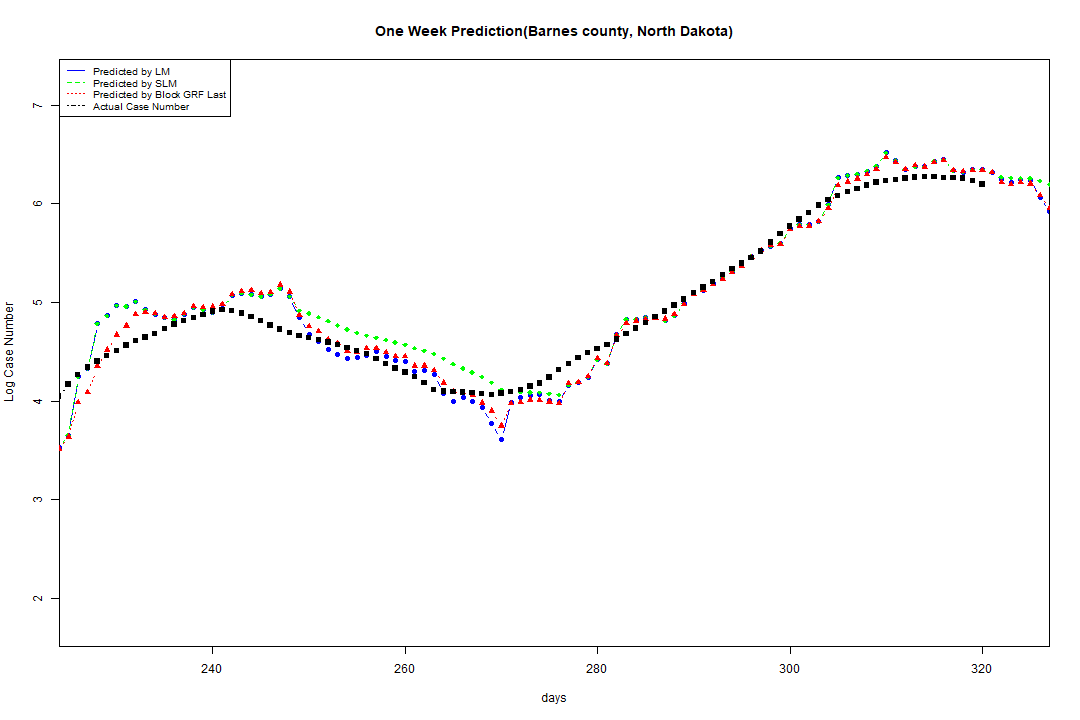 One Week Prediction(Barnes county, North Dakota)
Predicted by LM
Predicted by SLM
Predicted by Block GRF Last
Actual Case Number
Log Case Number
7
6
5
4
3
2
240 260 280 300 320
days